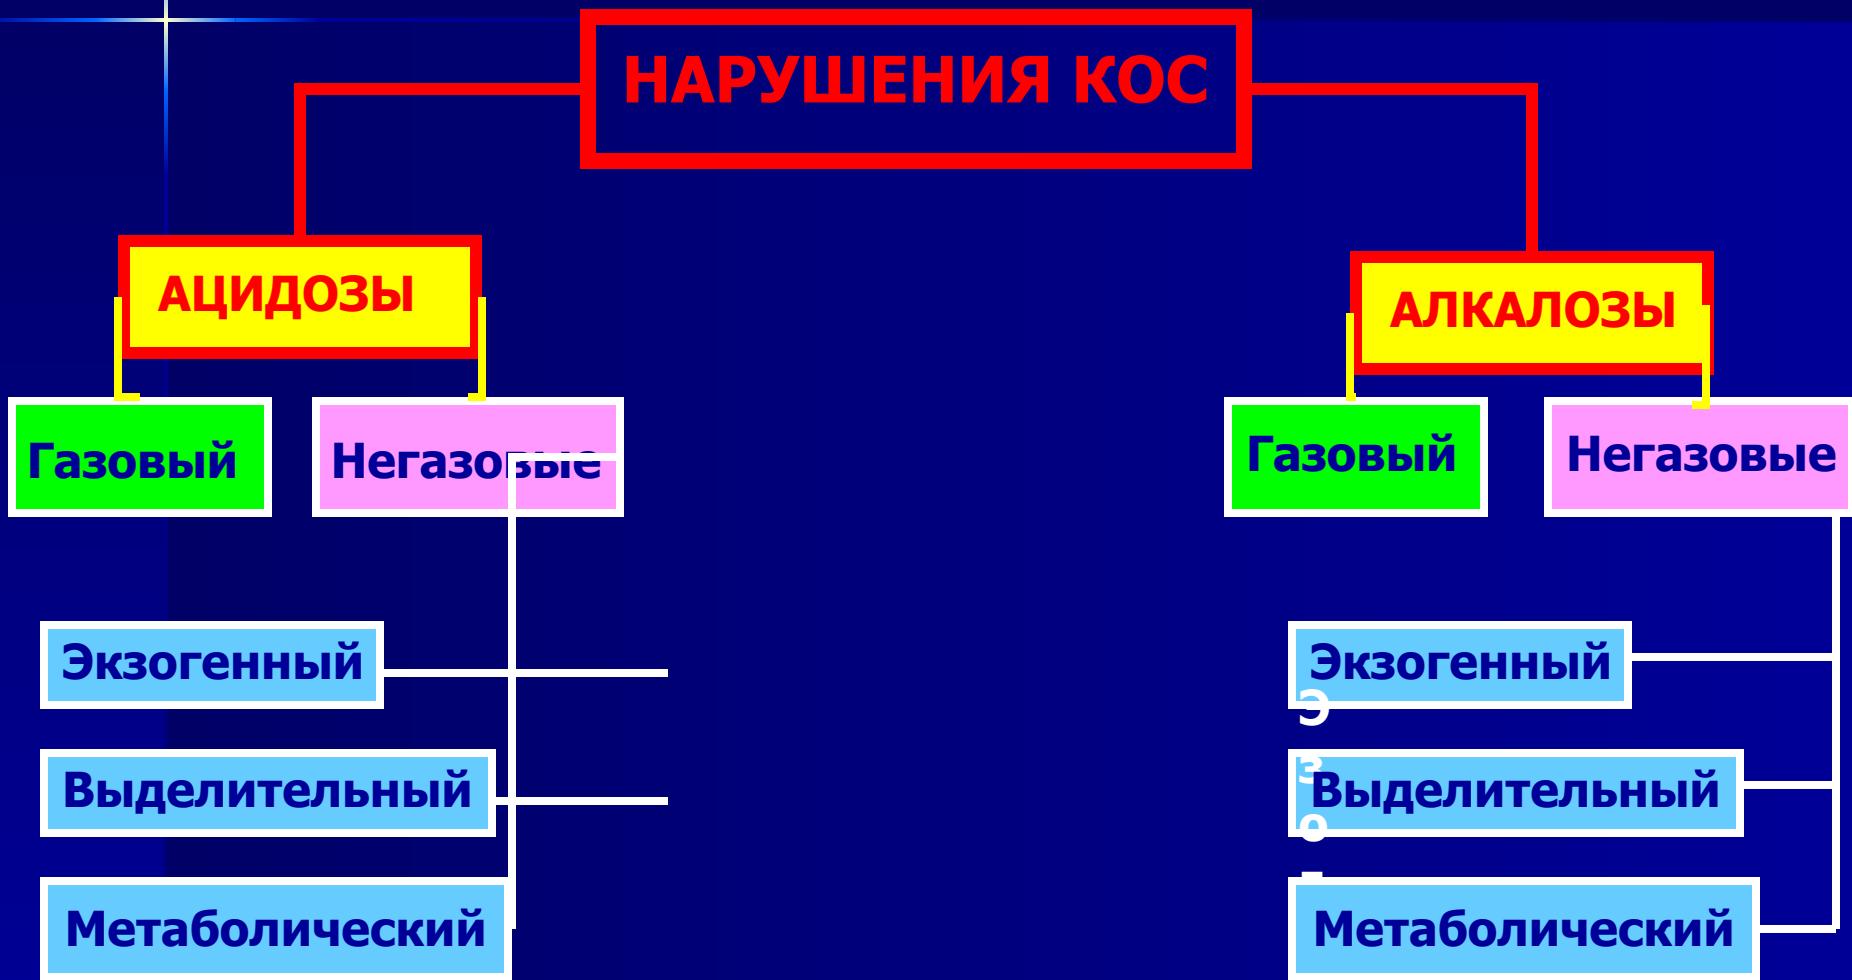 НАРУШЕНИЯ КОС
АЦИДОЗЫ
АЛКАЛОЗЫ
Газовый
Негазовые
Газовый
Негазовые
Экзогенный
Экзогенный
Э
з
Выделительный
Выделительный
о
Метаболический
Метаболический